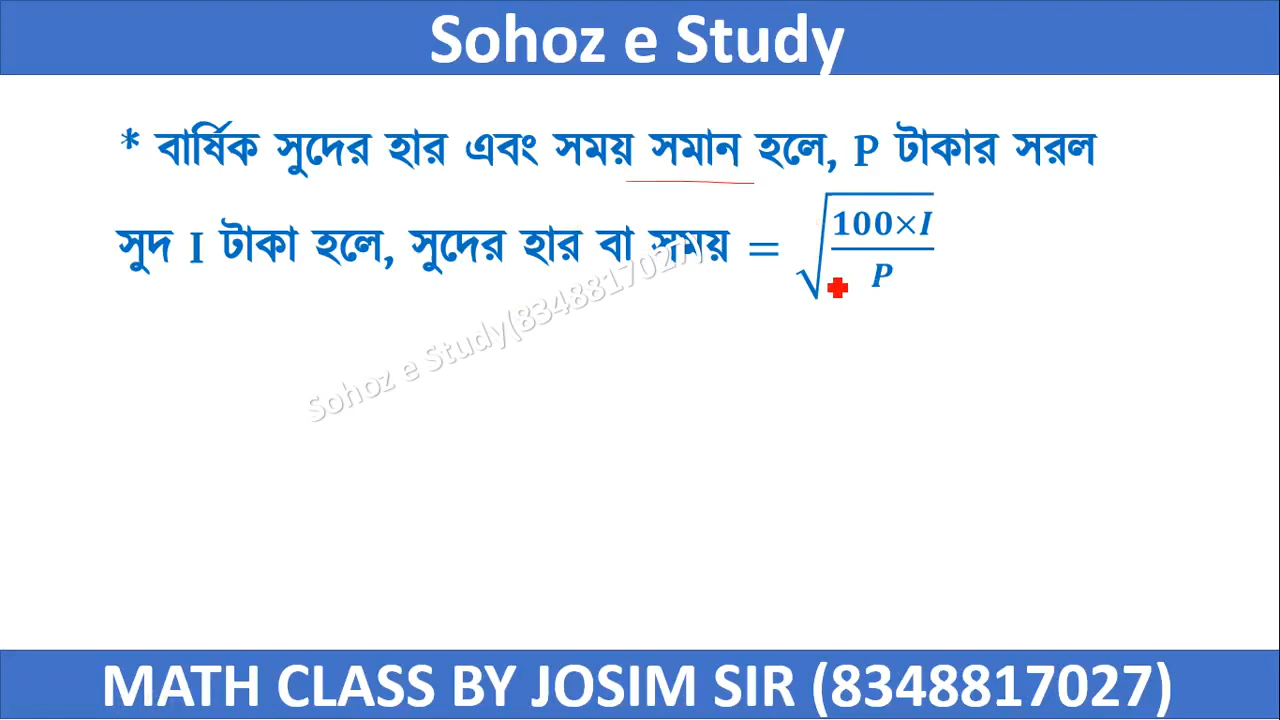 Sohoz e Study
* বার্ষিক সুদের হার এবং সময় সমান হলে, P টাকার সরল
সুদ I টাকা হলে, সুদের হার বা সময় = √(100×I / P)
Sohoz e Study(8348817027)
MATH CLASS BY JOSIM SIR (8348817027)